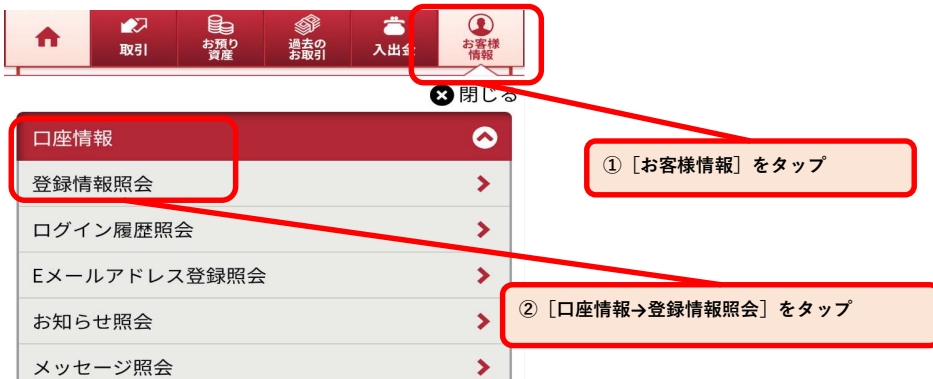 取引
お預り
資産
過去の
お取引
入出金
お客様
情報
閉じる
口座情報
①［お客様情報］をタップ
登録情報照会
ログイン履歴照会
Eメールアドレス登録照会
②［口座情報→登録情報照会］をタップ
お知らせ照会
メッセージ照会